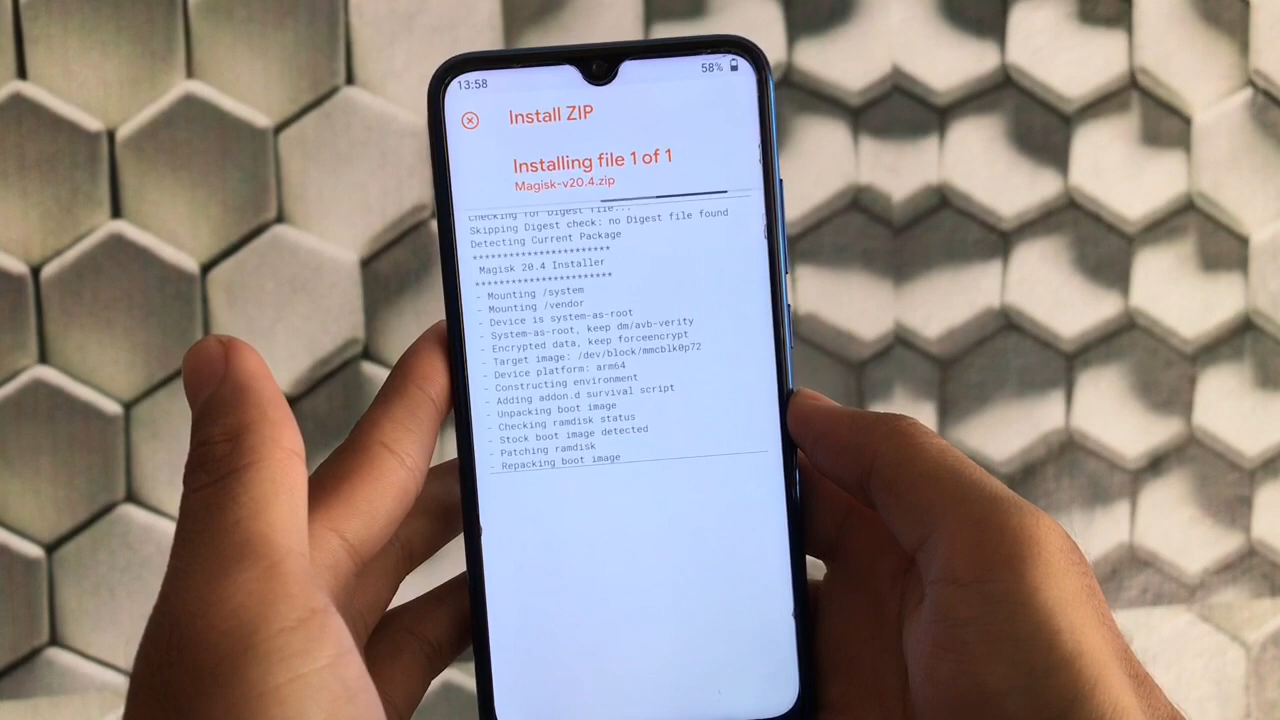 13:58
58%
Install ZIP
Installing file 1 of 1
Magisk-v20.4.zip
Checking for Digest file...
Skipping Digest check: no Digest file found
Detecting Current Package
***********************
Magisk 20.4 Installer
***********************
- Mounting /system
- Mounting /vendor
- Device is system-as-root
- System-as-root, keep dm/avb-verity
- Encrypted data, keep forceencrypt
- Target image: /dev/block/mmcblk0p72
- Device platform: arm64
- Constructing environment
- Adding addon.d survival script
- Unpacking boot image
- Checking ramdisk status
- Stock boot image detected
- Patching ramdisk
- Repacking boot image